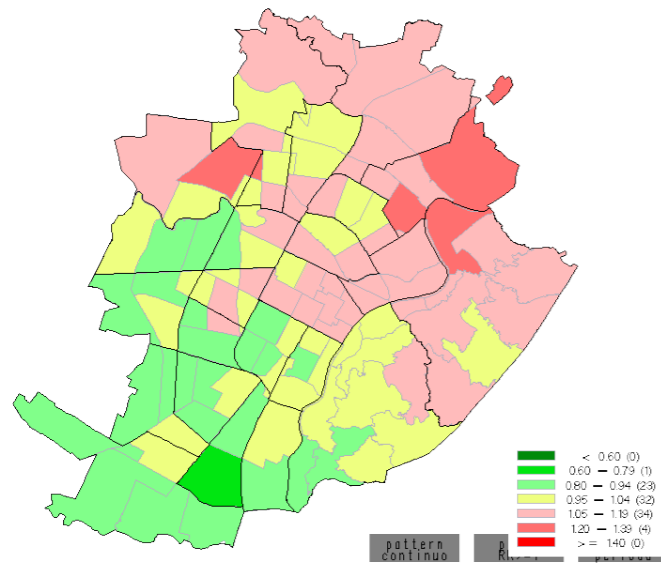 < 0.60 (0)
0.60 – 0.79 (1)
0.80 – 0.94 (23)
0.95 – 1.04 (32)
1.05 – 1.19 (34)
1.20 – 1.39 (4)
>= 1.40 (0)
pattern
continuo